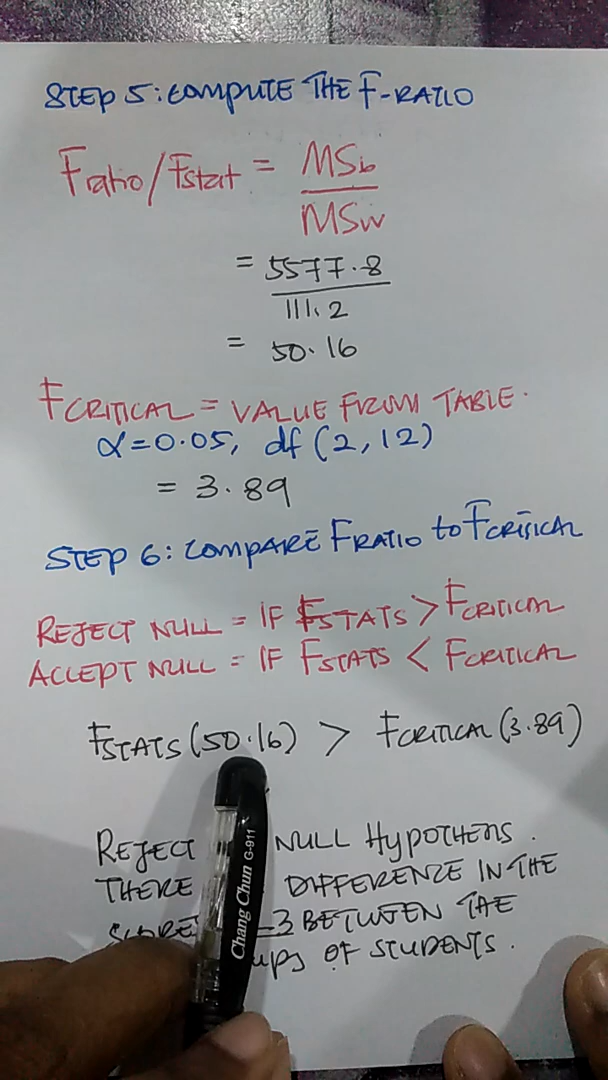 STEP 5: COMPUTE THE F-RATIO
Fratio/Fstat = MSb
MSw
= 5577.8
111.2
= 50.16
FCRITICAL = VALUE FROM TABLE.
α=0.05, df (2,12)
= 3.89
STEP 6: COMPARE FRATIO to FCRITICAL
REJECT NULL = IF FSTATS > FCRITICAL
ACCEPT NULL = IF FSTATS < FCRITICAL
FSTATS (50.16) > FCRITICAL (3.89)
REJECT NULL HYPOTHESIS.
THERE DIFFERENCE IN THE
BETWEEN THE
OF STUDENTS.
Chang Chun G-911